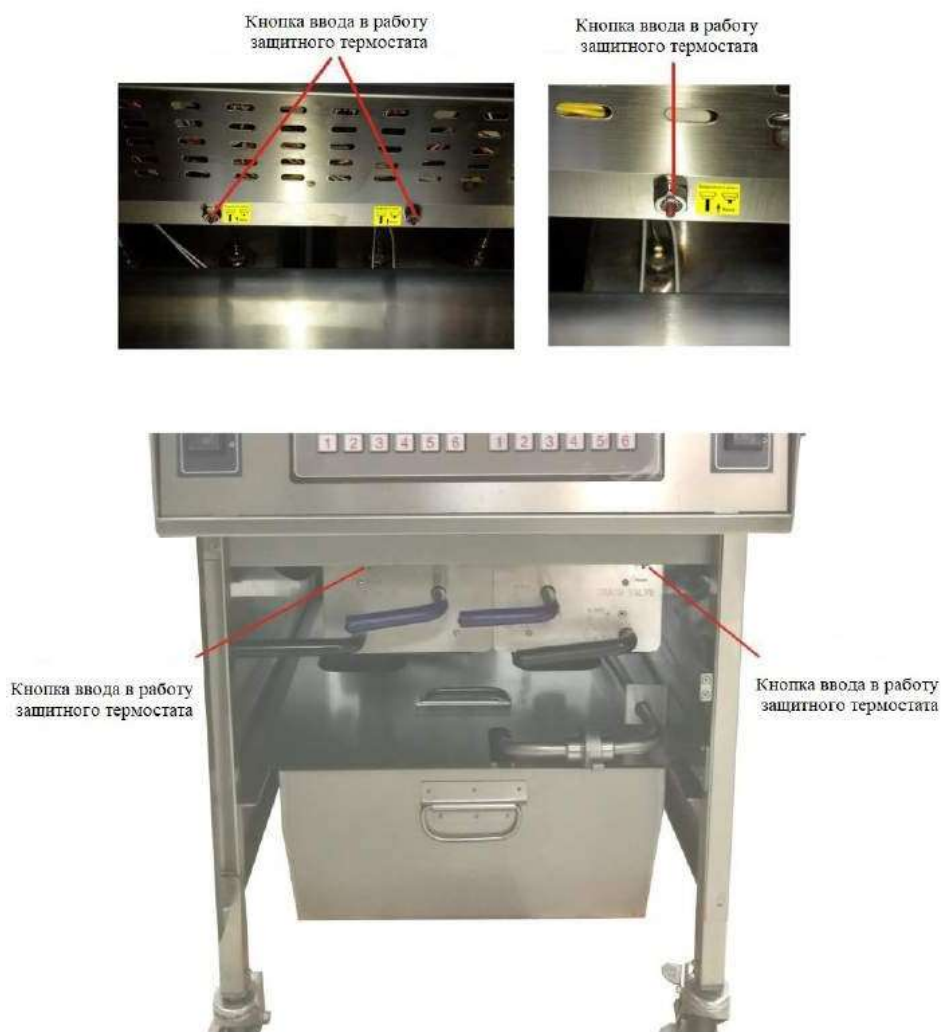 Кнопка ввода в работу
защитного термостата
Кнопка ввода в работу
защитного термостата
1 2 3 4 5 6 1 2 3 4 5 6
Кнопка ввода в работу
защитного термостата
Кнопка ввода в работу
защитного термостата